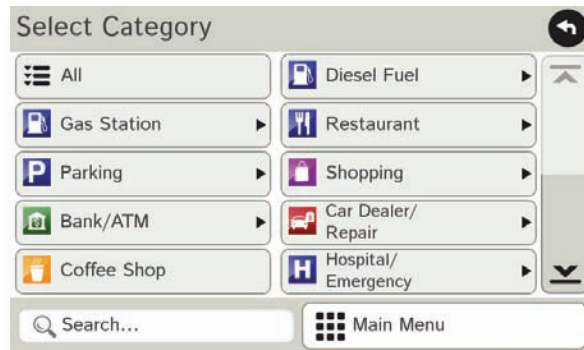 Select Category
All
Diesel Fuel
Gas Station
Restaurant
P Parking
Shopping
Bank/ATM
Car Dealer/
Repair
Coffee Shop
H Hospital/
Emergency
Search...
Main Menu